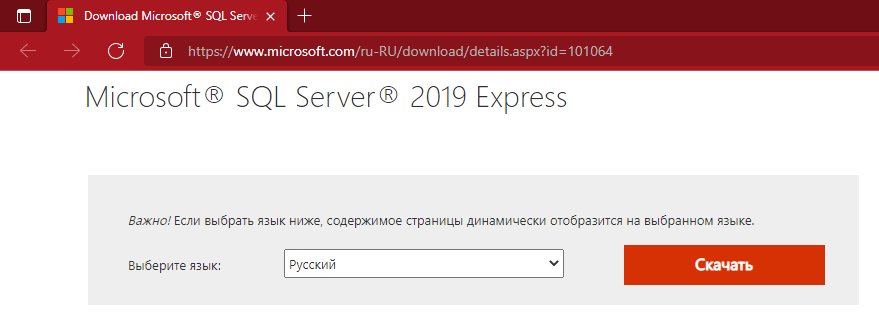 Download Microsoft® SQL Serve
https://www.microsoft.com/ru-RU/download/details.aspx?id=101064
Microsoft® SQL Server® 2019 Express
Важно! Если выбрать язык ниже, содержимое страницы динамически отобразится на выбранном языке.
Выберите язык:
Русский
Скачать